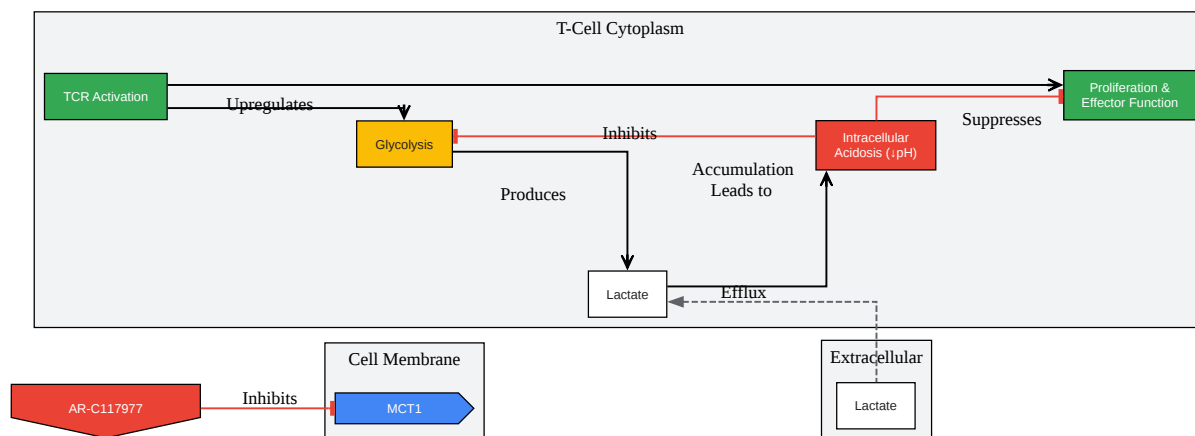 T-Cell Cytoplasm
TCR Activation
Upregulates
Proliferation &
Effector Function
Suppresses
Glycolysis
Inhibits
Intracellular
Acidosis (↓pH)
Produces
Accumulation
Leads to
Lactate
Efflux
Cell Membrane
Extracellular
AR-C117977
Inhibits
MCT1
Lactate